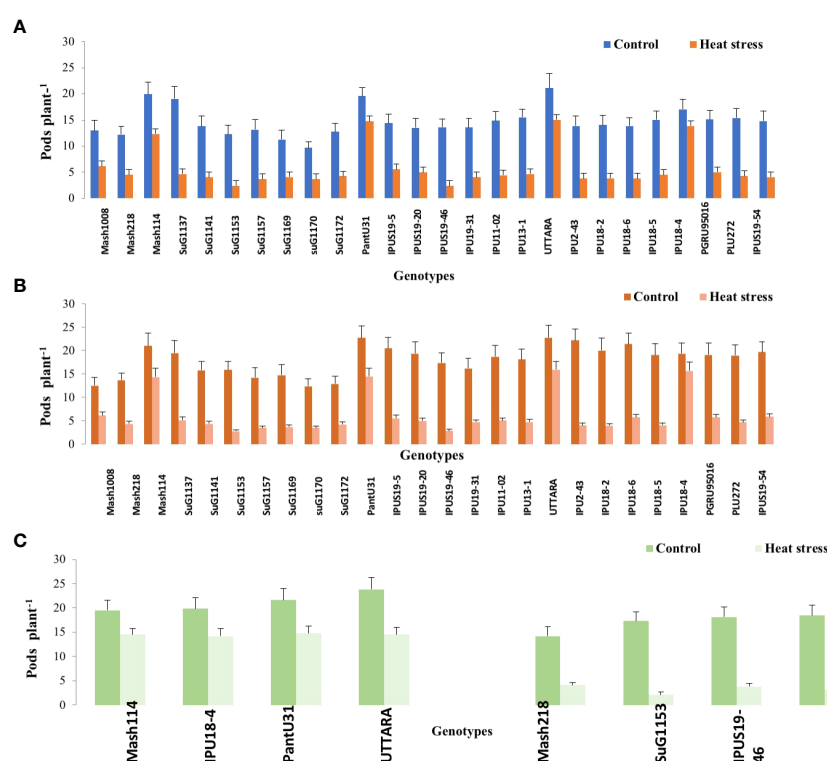 A
30
25
20
15
10
5
0
Pods plant-¹
Control
Heat stress
Mash1008
Mash218
Mash114
SuG1137
SuG1141
SuG1153
SuG1157
SuG1169
suG1170
SuG1172
PantU31
IPUS19-5
IPUS19-20
IPUS19-46
IPU19-31
IPU11-02
IPU13-1
UTTARA
IPU2-43
IPU18-2
IPU18-6
IPU18-5
IPU18-4
PGRU95016
PLU272
IPUS19-54
Genotypes
B
30
25
20
15
10
5
0
Pods plant⁻¹
Control
Heat stress
Genotypes
Mash1008
Mash218
Mash114
SuG1137
SuG1141
SuG1153
SuG1157
SuG1169
suG1170
SuG1172
PantU31
IPUS19-5
IPUS19-20
IPUS19-46
IPU19-31
IPU11-02
IPU13-1
UTTARA
IPU2-43
IPU18-2
IPU18-6
IPU18-5
IPU18-4
PGRU95016
PLU272
IPUS19-54
C
30
25
20
15
10
5
0
Pods plant⁻¹
Control
Heat stress
Mash114
IPU18-4
PantU31
UTTARA
Genotypes
Mash218
SuG1153
IPUS19-
46